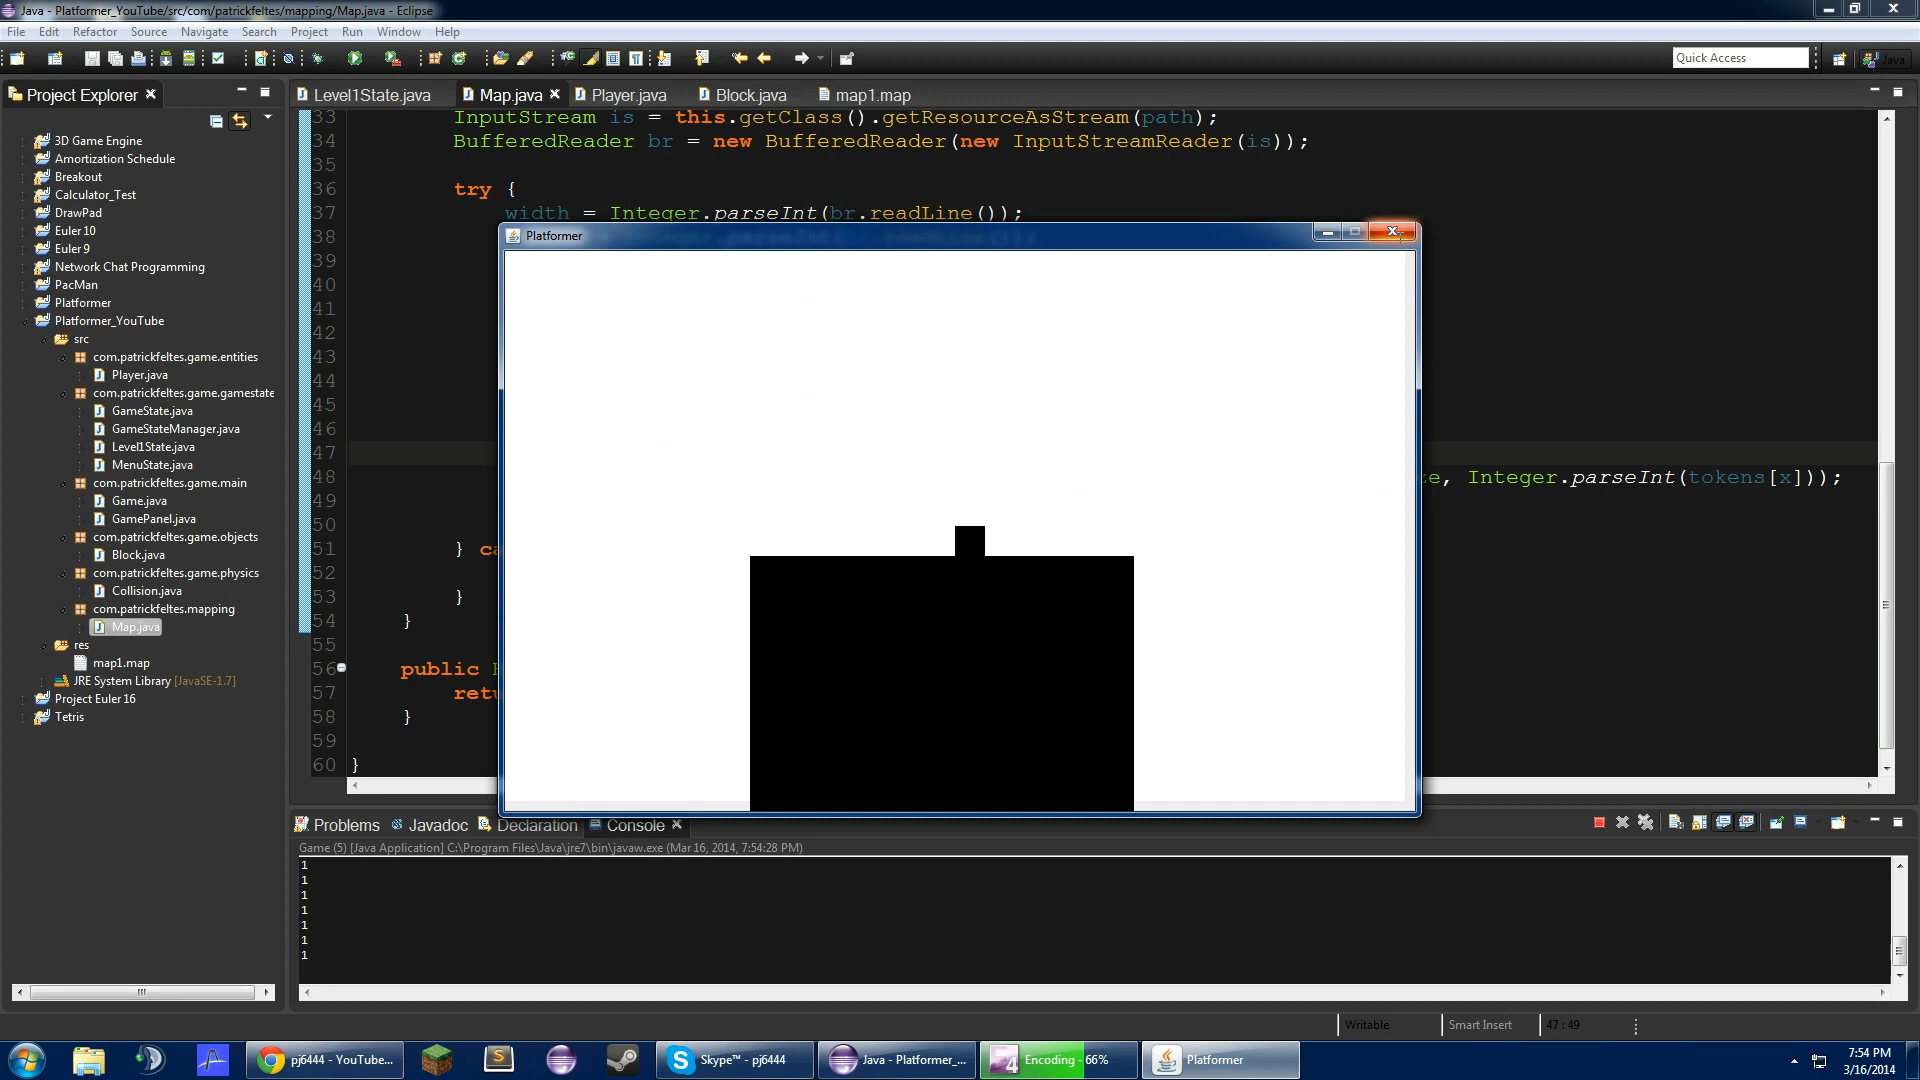 Java - Platformer_YouTube/src/com/patrickfeltes/mapping/Map.java - Eclipse
File Edit Refactor Source Navigate Search Project Run Window Help
Quick Access
Java
Project Explorer
Level1State.java Map.java Player.java Block.java map1.map
3D Game Engine
Amortization Schedule
Breakout
Calculator_Test
DrawPad
Euler 10
Euler 9
Network Chat Programming
PacMan
Platformer
Platformer_YouTube
src
com.patrickfeltes.game.entities
Player.java
com.patrickfeltes.game.gamestate
GameState.java
GameStateManager.java
Level1State.java
MenuState.java
com.patrickfeltes.game.main
Game.java
GamePanel.java
com.patrickfeltes.game.objects
Block.java
com.patrickfeltes.game.physics
Collision.java
com.patrickfeltes.mapping
Map.java
res
map1.map
JRE System Library [JavaSE-1.7]
Project Euler 16
Tetris
33 InputStream is = this.getClass().getResourceAsStream(path);
34 BufferedReader br = new BufferedReader(new InputStreamReader(is));
35
36 try {
37 width = Integer.parseInt(br.readLine());
38
39
40
41
42
43
44
45
46
47
48 ze, Integer.parseInt(tokens[x]));
49
50
51 } ca
52
53 }
54 }
55
56 public
57 retu
58 }
59
60 }
Platformer
Problems Javadoc Declaration Console
Game (5) [Java Application] C:\Program Files\Java\jre7\bin\javaw.exe (Mar 16, 2014, 7:54:28 PM)
1
1
1
1
1
1
1
Writable Smart Insert 47 : 49
pj6444 - YouTube... Skype™ - pj6444 Java - Platformer_... Encoding - 66% Platformer
7:54 PM
3/16/2014